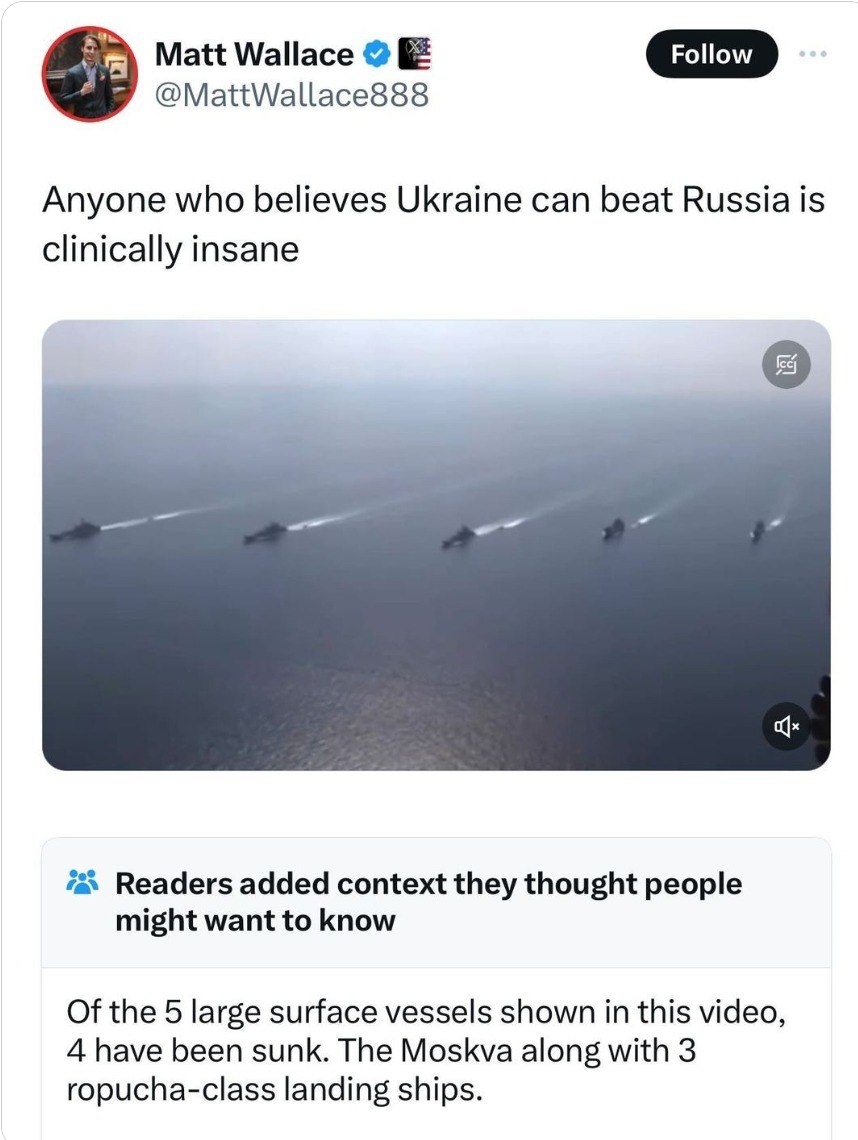 Matt Wallace
@MattWallace888
Follow
Anyone who believes Ukraine can beat Russia is
clinically insane
CC
Readers added context they thought people
might want to know
Of the 5 large surface vessels shown in this video,
4 have been sunk. The Moskva along with 3
ropucha-class landing ships.